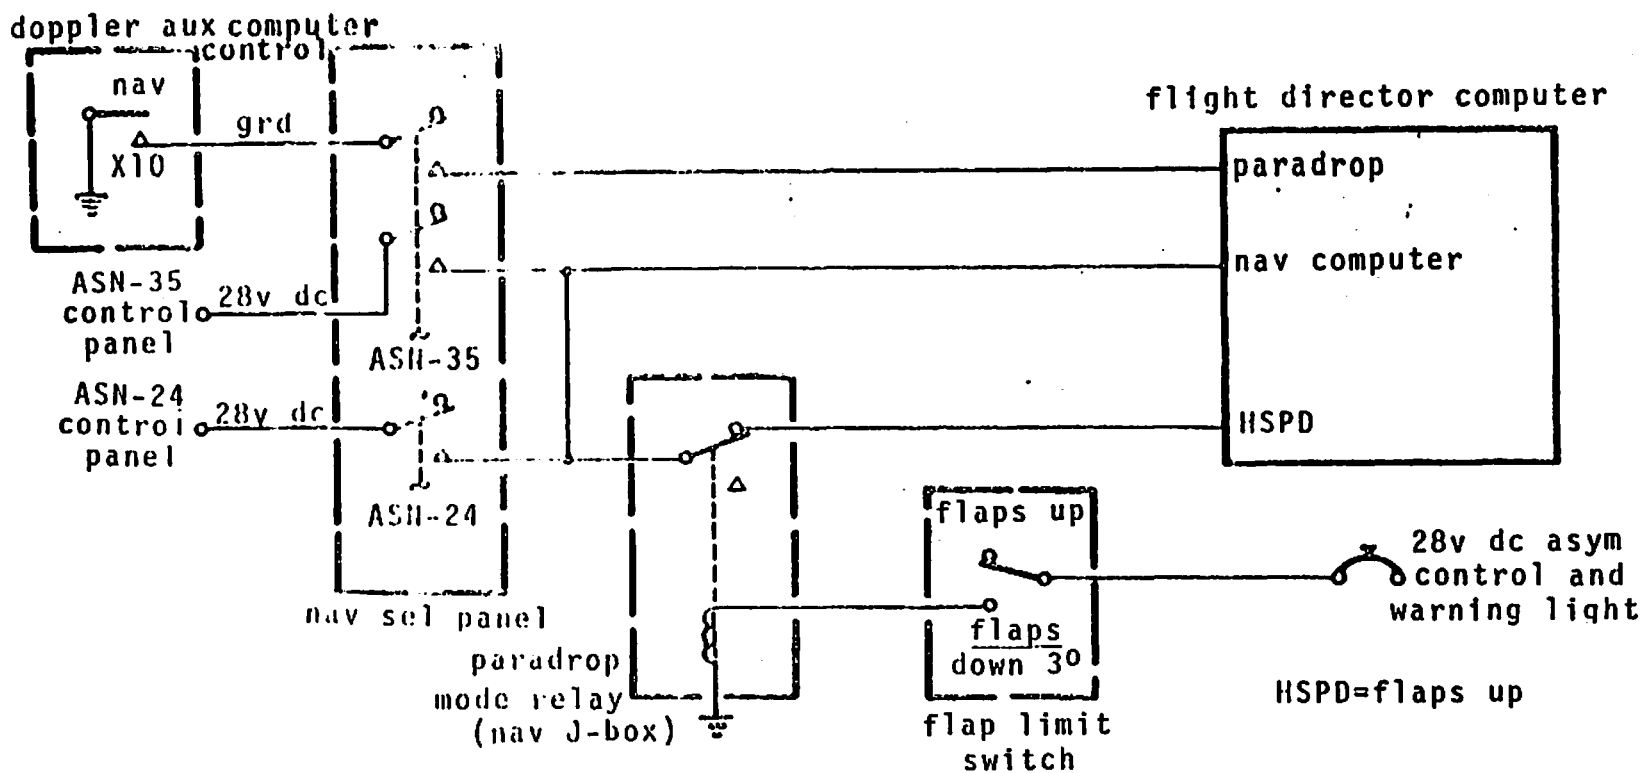 doppler aux computer
control
nav
X10
grd
flight director computer
paradrop
nav computer
HSPD
ASN-35
control
panel
28v dc
ASN-35
ASN-24
control
panel
28v dc
ASN-24
nav sel panel
paradrop
mode relay
(nav J-box)
flaps up
flaps
down 3º
flap limit
switch
28v dc asym
control and
warning light
HSPD=flaps up